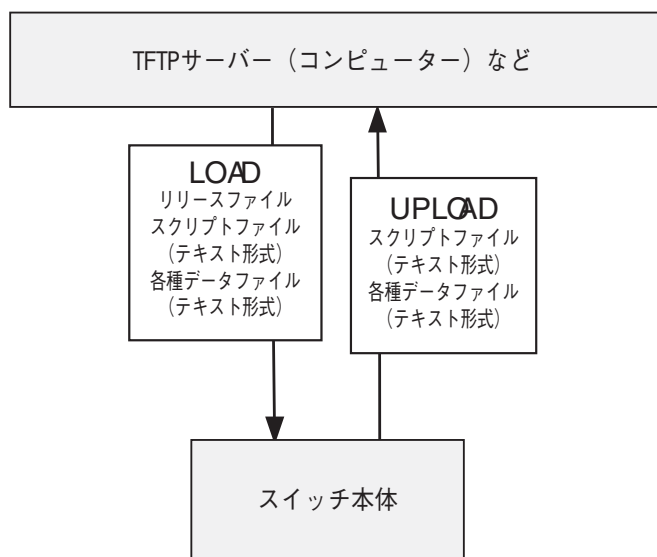 TFTPサーバー（コンピューター）など
LOAD
リリースファイル
スクリプトファイル
(テキスト形式)
各種データファイル
(テキスト形式)
UPLOAD
スクリプトファイル
(テキスト形式)
各種データファイル
(テキスト形式)
スイッチ本体